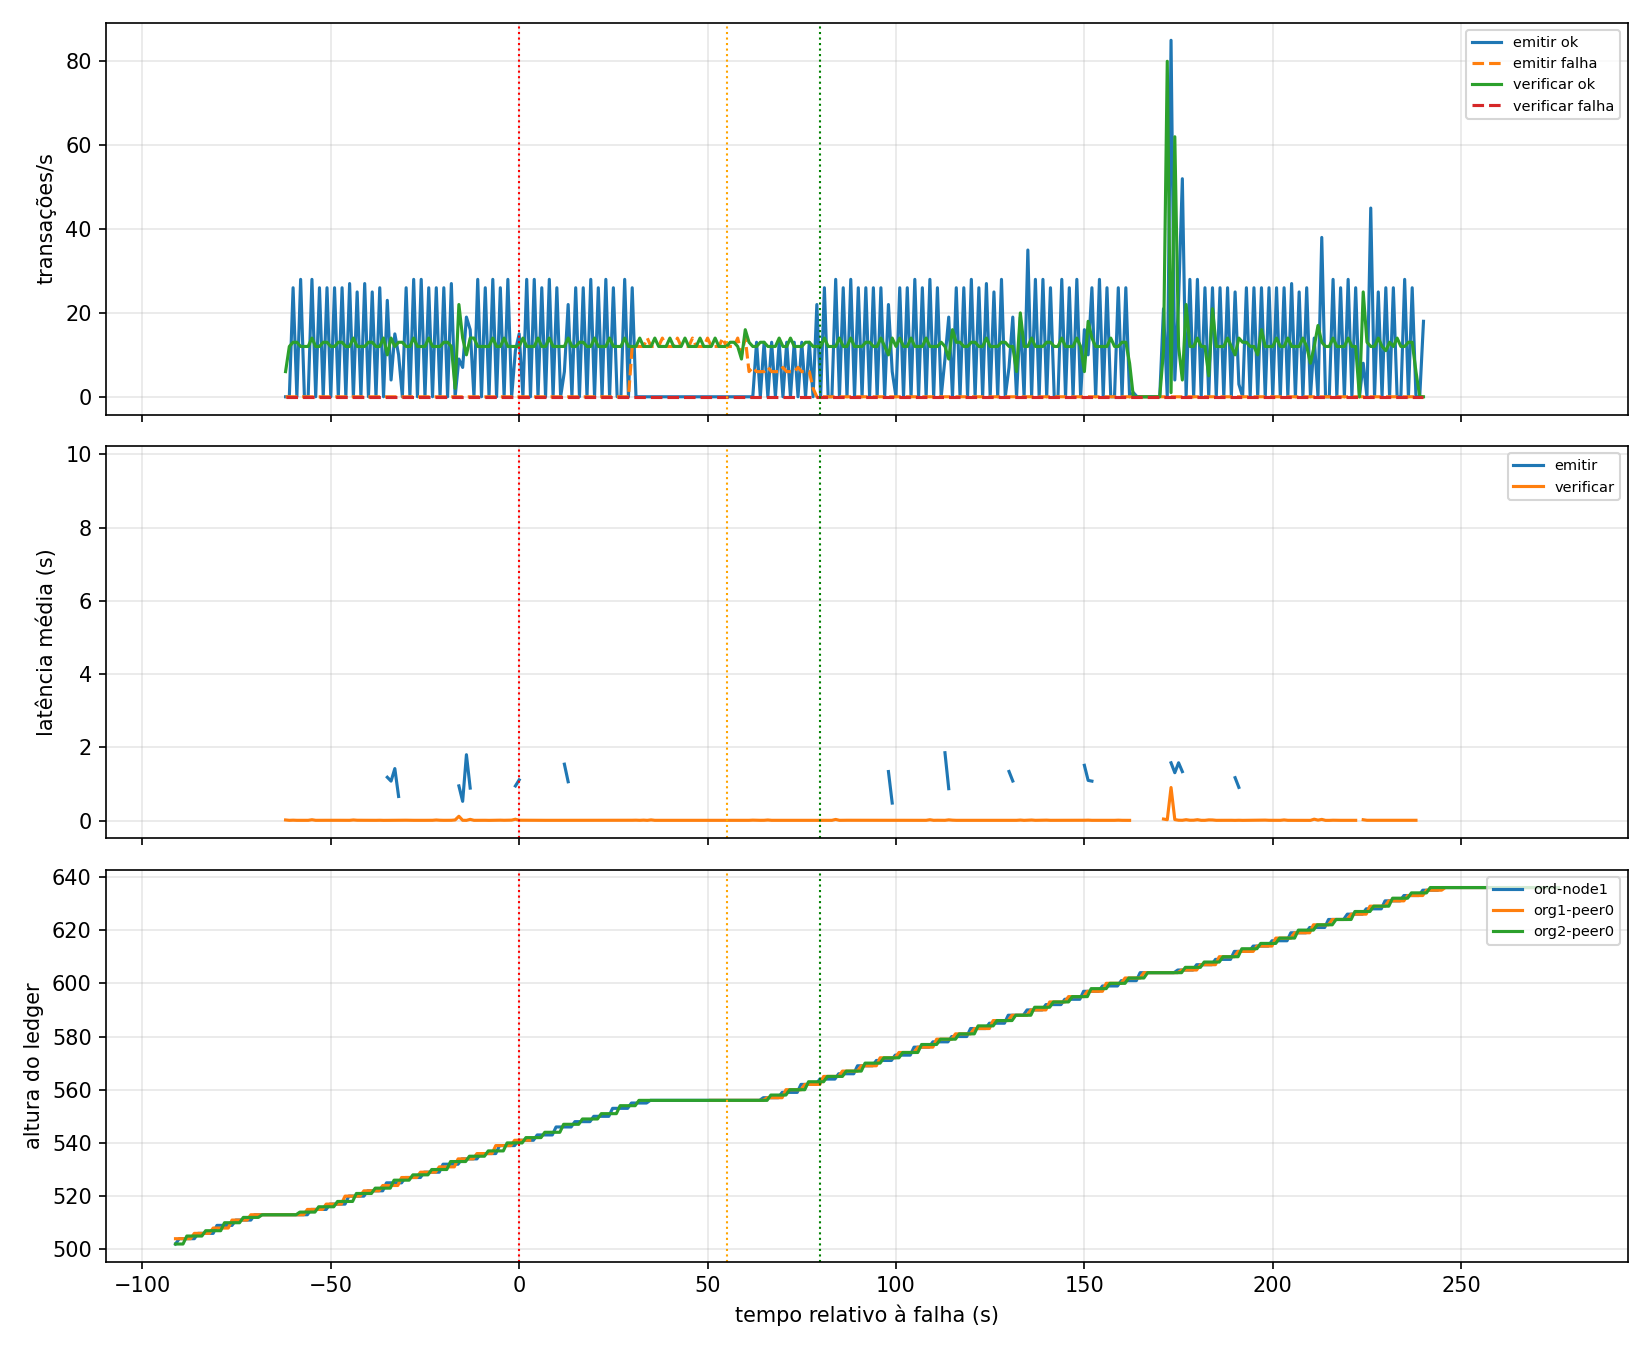 transações/s
80
60
40
20
0
emitir ok
emitir falha
verificar ok
verificar falha
latência média (s)
10
8
6
4
2
0
emitir
verificar
altura do ledger
640
620
600
580
560
540
520
500
ord-node1
org1-peer0
org2-peer0
−100
−50
0
50
100
150
200
250
tempo relativo à falha (s)